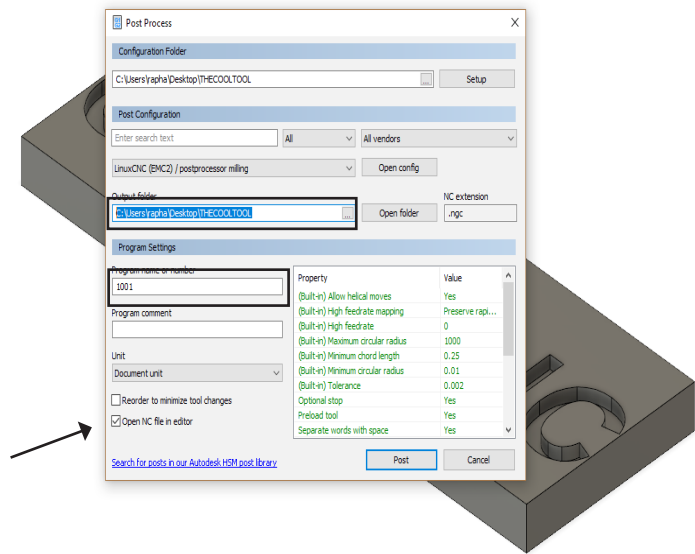 Post Process
Configuration Folder
C:\Users\rapha\Desktop\THECOOLTOOL ... Setup
Post Configuration
Enter search text All All vendors
LinuxCNC (EMC2) / postprocessor milling Open config
Output folder NC extension
C:\Users\rapha\Desktop\THECOOLTOOL ... Open folder .ngc
Program Settings
Program name or number
1001
Program comment
Unit
Document unit
Reorder to minimize tool changes
Open NC file in editor
Search for posts in our Autodesk HSM post library
Property Value
(Built-in) Allow helical moves Yes
(Built-in) High feedrate mapping Preserve rapi...
(Built-in) High feedrate 0
(Built-in) Maximum circular radius 1000
(Built-in) Minimum chord length 0.25
(Built-in) Minimum circular radius 0.01
(Built-in) Tolerance 0.002
Optional stop Yes
Preload tool Yes
Separate words with space Yes
Post Cancel